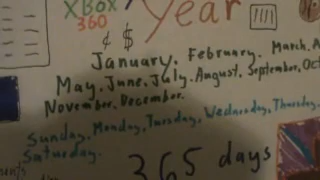 XBOX
360
Year
¢ $
January, February, March, A
May, June, July, August, September, Oct
November, December.
Sunday, Monday, Tuesday, Wednesday, Thursday,
Saturday.
365 days